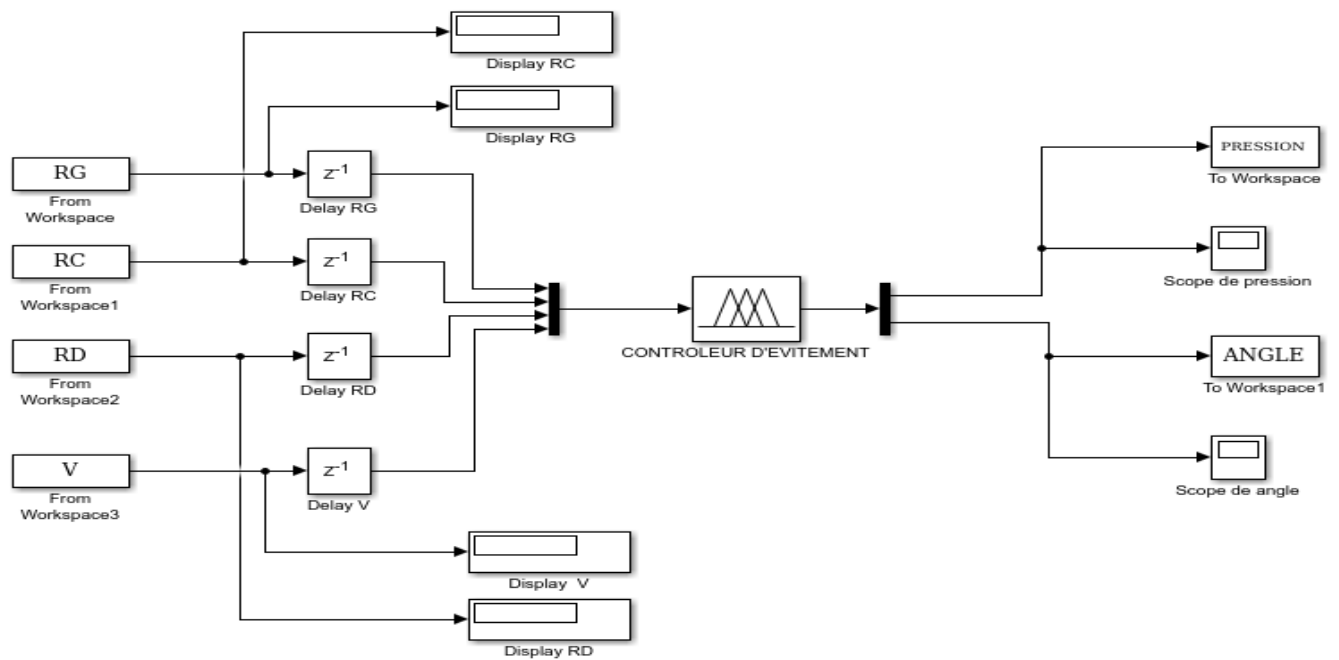 Display RC
Display RG
RG
From
Workspace
z-1
Delay RG
RC
From
Workspace1
z-1
Delay RC
RD
From
Workspace2
z-1
Delay RD
V
From
Workspace3
z-1
Delay V
Display V
Display RD
CONTROLEUR D'EVITEMENT
PRESSION
To Workspace
Scope de pression
ANGLE
To Workspace1
Scope de angle